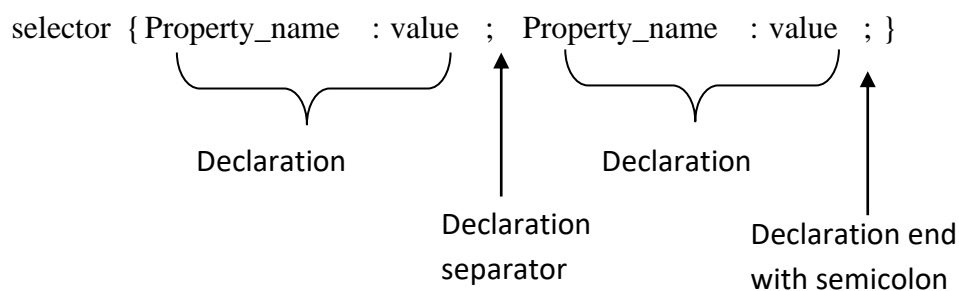 selector { Property_name : value ; Property_name : value ; }
Declaration Declaration
Declaration
separator
Declaration end
with semicolon